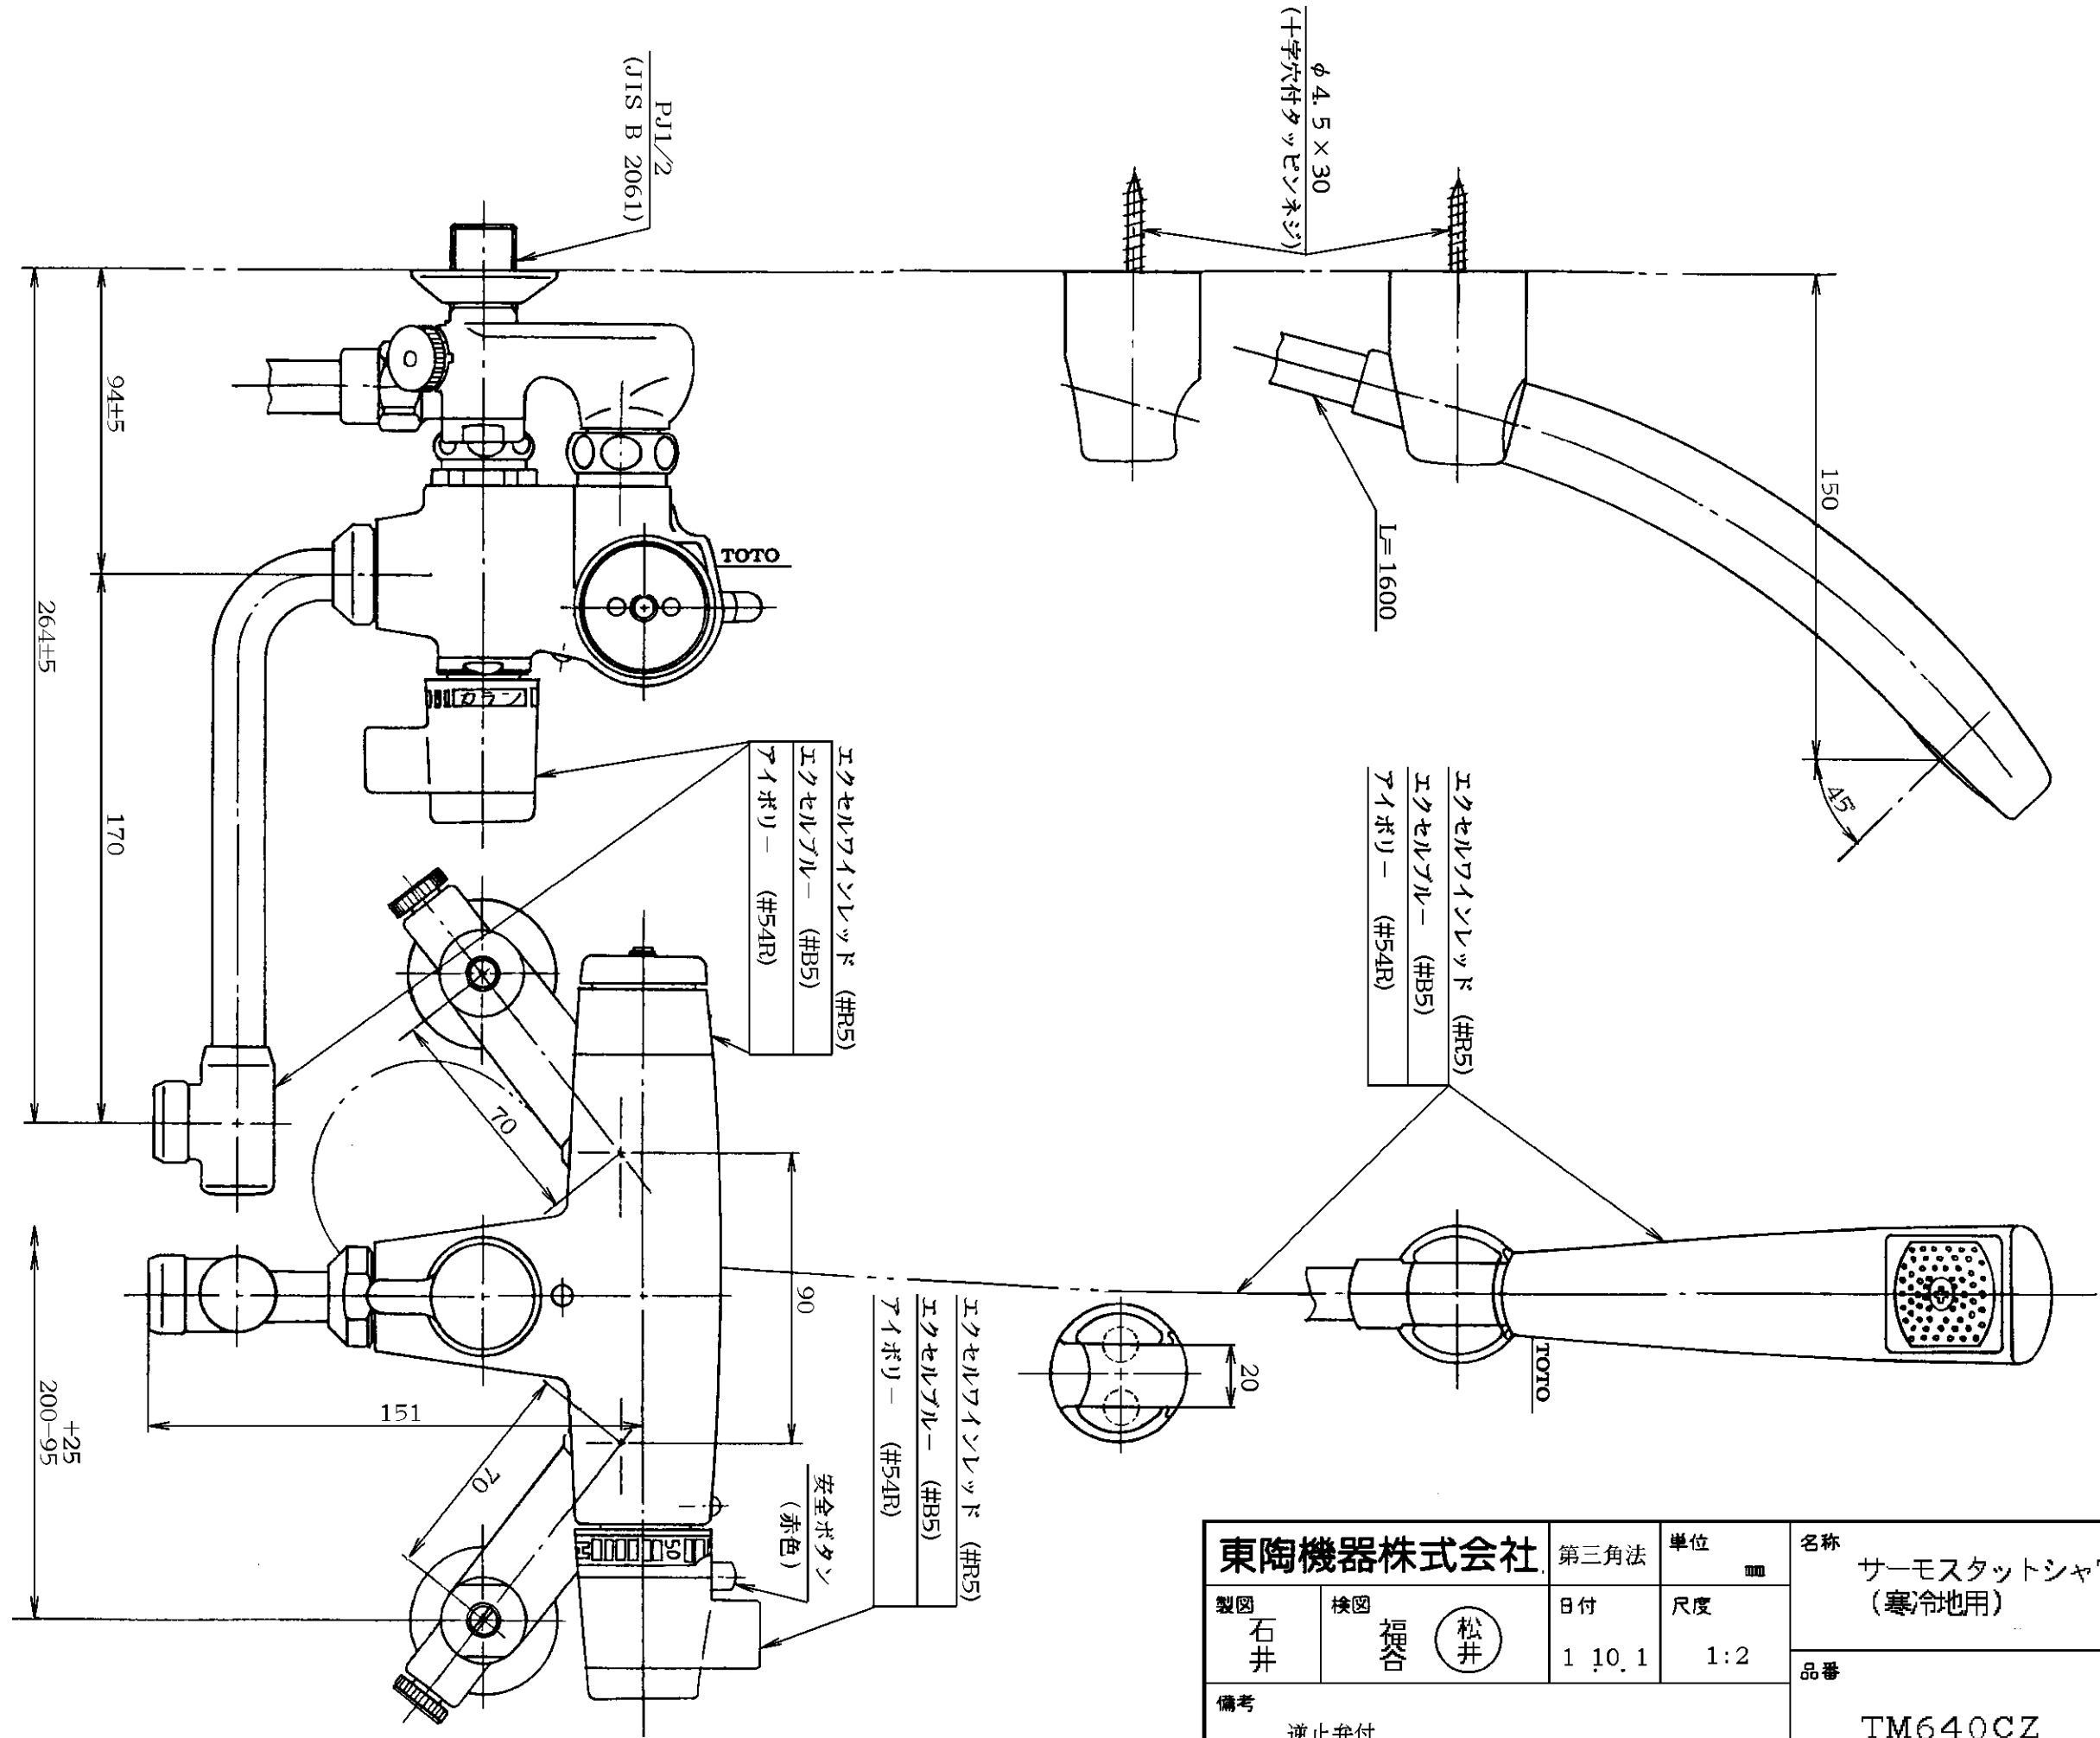 φ4.5×30
(十字穴付タッピンネジ)
PJ1/2
(JIS B 2061)
94±5
264±5
170
TOTO
カラン
L=1600
150
45°
エクセルワインレッド (#R5)
エクセルブルー (#B5)
アイボリー (#54R)
エクセルワインレッド (#R5)
エクセルブルー (#B5)
アイボリー (#54R)
70
90
151
+25
200-95
70
50
安全ボタン
(赤色)
エクセルワインレッド (#R5)
エクセルブルー (#B5)
アイボリー (#54R)
20
TOTO
東陶機器株式会社
第三角法
単位
mm
名称
サーモスタットシャ
(寒冷地用)
製図
石井
検図
福谷
松井
日付
1.10.1
尺度
1:2
品番
TM640CZ
備考
逆止弁付